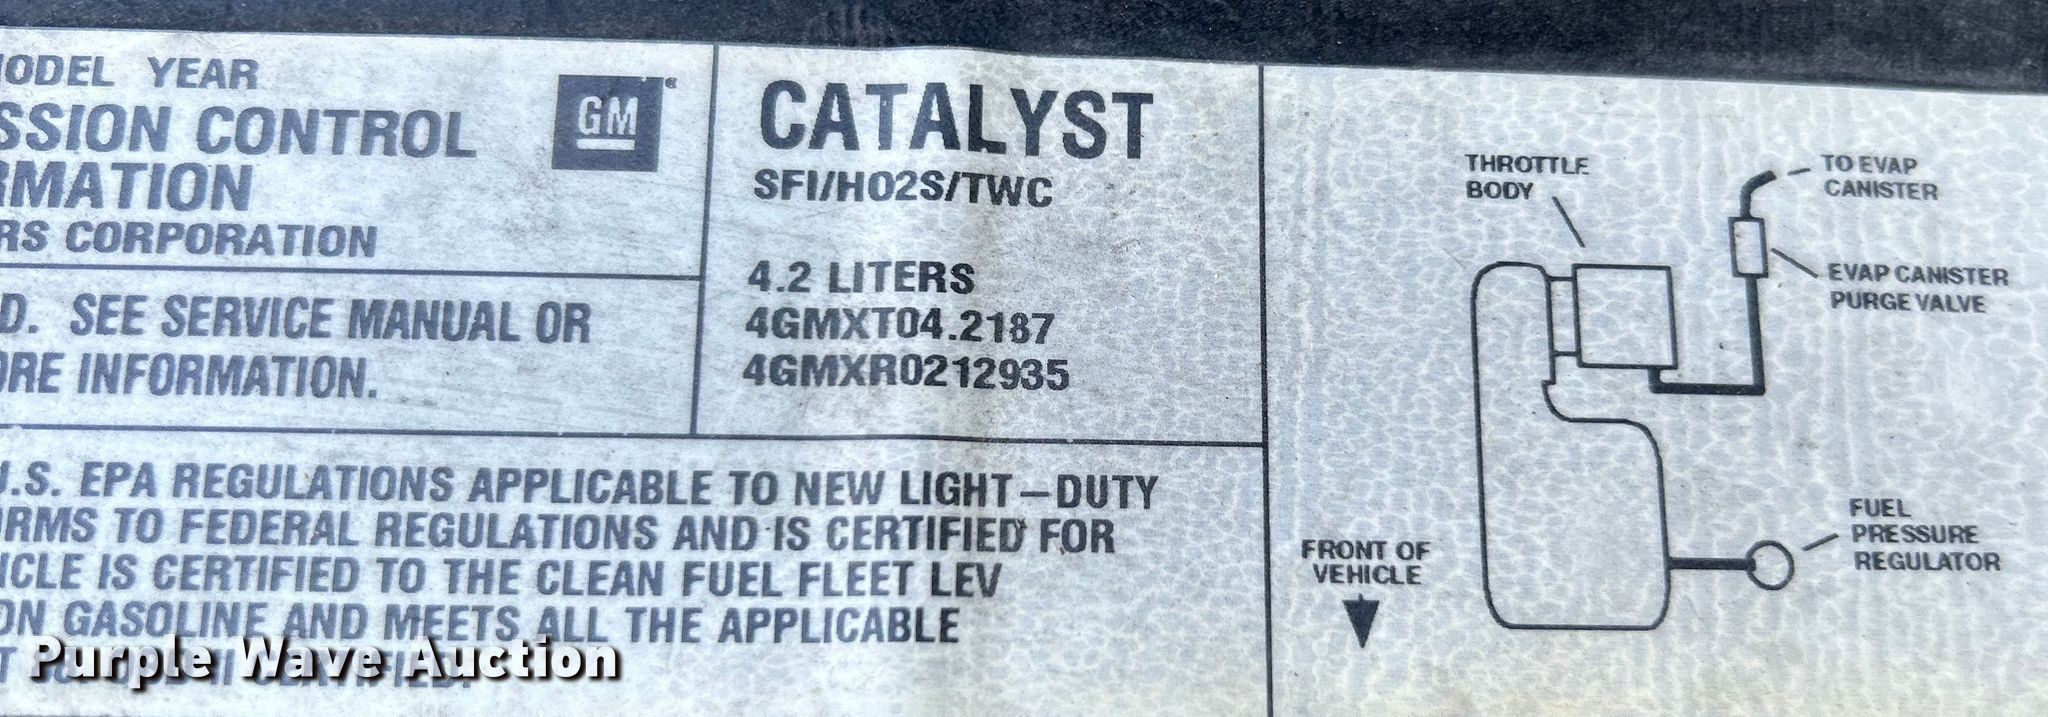 MODEL YEAR
SSION CONTROL
RMATION
RS CORPORATION
GM
D. SEE SERVICE MANUAL OR
ORE INFORMATION.
CATALYST
SFI/HO2S/TWC
4.2 LITERS
4GMXT04.2187
4GMXR0212935
U.S. EPA REGULATIONS APPLICABLE TO NEW LIGHT-DUTY
ORMS TO FEDERAL REGULATIONS AND IS CERTIFIED FOR
ICLE IS CERTIFIED TO THE CLEAN FUEL FLEET LEV
ON GASOLINE AND MEETS ALL THE APPLICABLE
CERTIFIED.
THROTTLE
BODY
TO EVAP
CANISTER
EVAP CANISTER
PURGE VALVE
FUEL
PRESSURE
REGULATOR
FRONT OF
VEHICLE
Purple Wave Auction